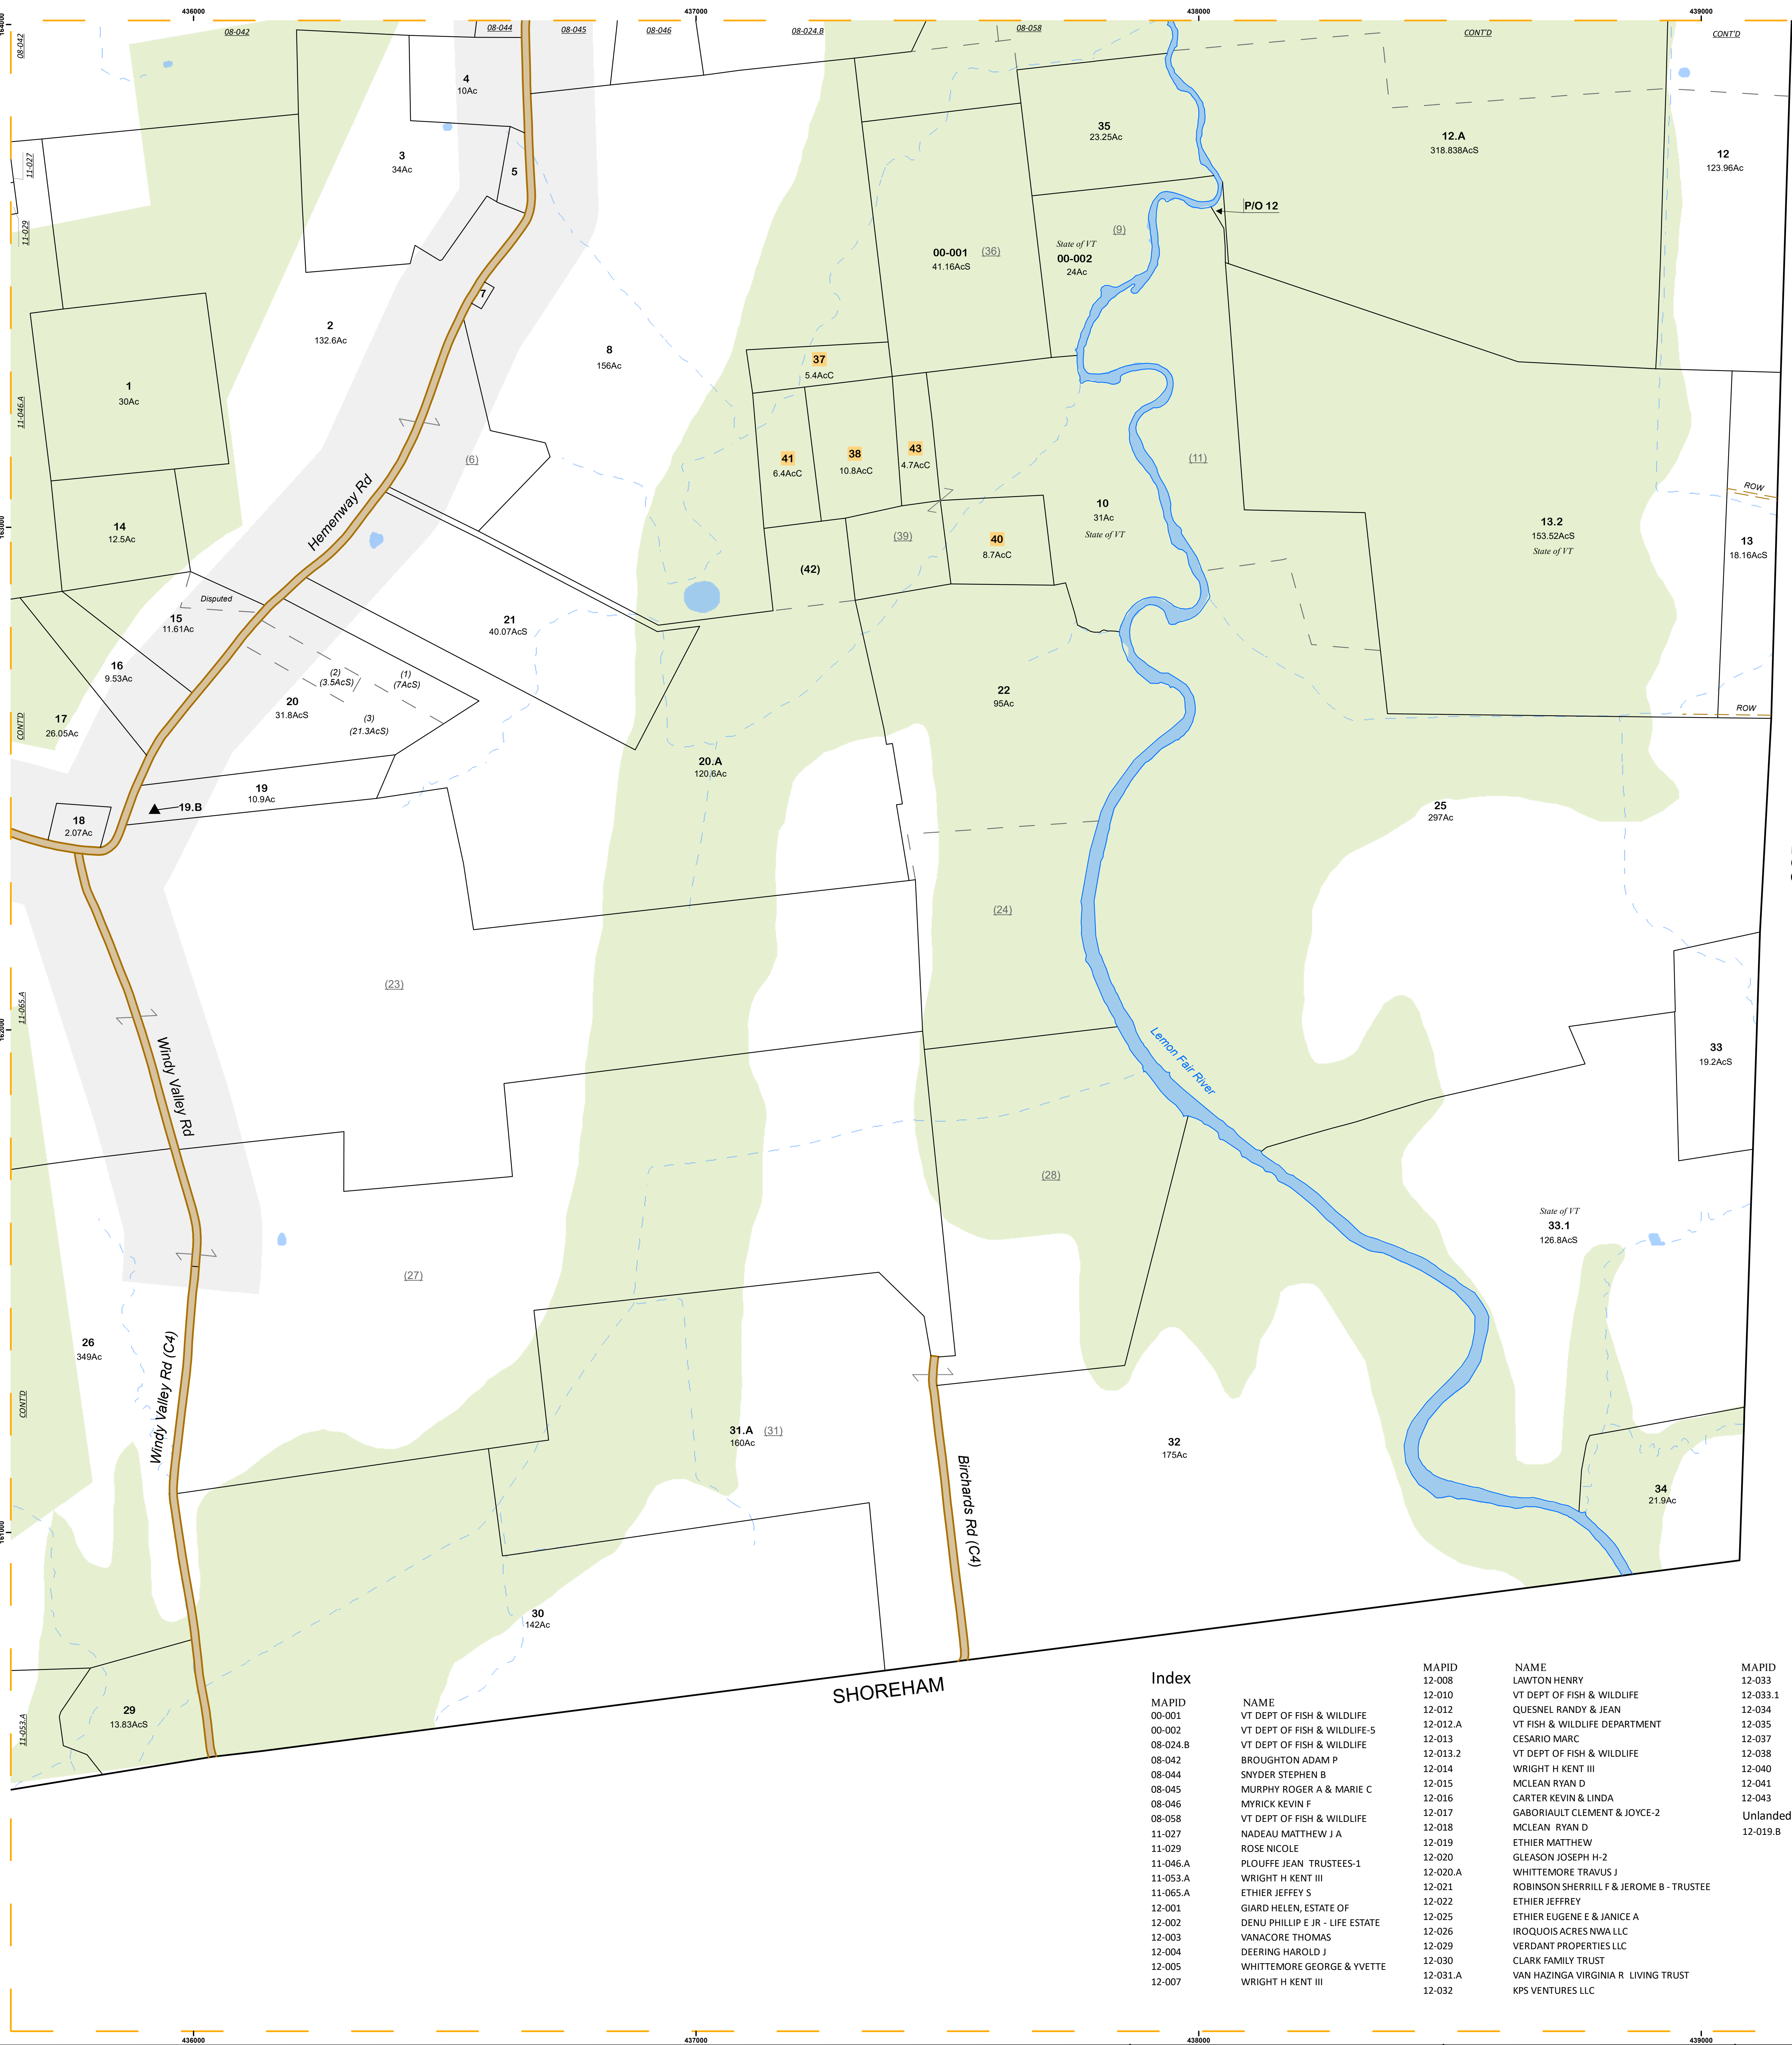 436000
437000
438000
439000
164000
08-042
08-042
08-044
08-045
08-046
08-024.B
08-058
CONT'D
CONT'D
4
10Ac
3
34Ac
5
11-027
11-029
35
23.25Ac
12.A
318.838AcS
12
123.96Ac
P/O 12
(9)
State of VT
00-002
24Ac
00-001
(36)
41.16AcS
7
2
132.6Ac
8
156Ac
37
5.4AcC
1
30Ac
11-046.A
(6)
41
6.4AcC
38
10.8AcC
43
4.7AcC
(11)
Hemenway Rd
ROW
163000
14
12.5Ac
10
31Ac
State of VT
(39)
40
8.7AcC
13.2
153.52AcS
State of VT
13
18.16AcS
(42)
Disputed
15
11.61Ac
21
40.07AcS
16
9.53Ac
(2)
(3.5AcS)
(1)
(7AcS)
20
31.8AcS
(3)
(21.3AcS)
22
95Ac
ROW
CONT'D
17
26.05Ac
20.A
120.6Ac
19
10.9Ac
19.B
18
2.07Ac
25
297Ac
(24)
(23)
11-065.A
162000
Windy Valley Rd
Lemon Fair River
33
19.2AcS
(28)
State of VT
33.1
126.8AcS
(27)
26
349Ac
Windy Valley Rd (C4)
CONT'D
31.A
(31)
160Ac
32
175Ac
Birchards Rd (C4)
34
21.9Ac
161000
30
142Ac
29
13.83AcS
11-053.A
SHOREHAM
Index
MAPID NAME
00-001 VT DEPT OF FISH & WILDLIFE
00-002 VT DEPT OF FISH & WILDLIFE-5
08-024.B VT DEPT OF FISH & WILDLIFE
08-042 BROUGHTON ADAM P
08-044 SNYDER STEPHEN B
08-045 MURPHY ROGER A & MARIE C
08-046 MYRICK KEVIN F
08-058 VT DEPT OF FISH & WILDLIFE
11-027 NADEAU MATTHEW J A
11-029 ROSE NICOLE
11-046.A PLOUFFE JEAN TRUSTEES-1
11-053.A WRIGHT H KENT III
11-065.A ETHIER JEFFEY S
12-001 GIARD HELEN, ESTATE OF
12-002 DENU PHILLIP E JR - LIFE ESTATE
12-003 VANACORE THOMAS
12-004 DEERING HAROLD J
12-005 WHITTEMORE GEORGE & YVETTE
12-007 WRIGHT H KENT III
MAPID NAME
12-008 LAWTON HENRY
12-010 VT DEPT OF FISH & WILDLIFE
12-012 QUESNEL RANDY & JEAN
12-012.A VT FISH & WILDLIFE DEPARTMENT
12-013 CESARIO MARC
12-013.2 VT DEPT OF FISH & WILDLIFE
12-014 WRIGHT H KENT III
12-015 MCLEAN RYAN D
12-016 CARTER KEVIN & LINDA
12-017 GABORIAULT CLEMENT & JOYCE-2
12-018 MCLEAN RYAN D
12-019 ETHIER MATTHEW
12-020 GLEASON JOSEPH H-2
12-020.A WHITTEMORE TRAVUS J
12-021 ROBINSON SHERRILL F & JEROME B - TRUSTEE
12-022 ETHIER JEFFREY
12-025 ETHIER EUGENE E & JANICE A
12-026 IROQUOIS ACRES NWA LLC
12-029 VERDANT PROPERTIES LLC
12-030 CLARK FAMILY TRUST
12-031.A VAN HAZINGA VIRGINIA R LIVING TRUST
12-032 KPS VENTURES LLC
MAPID
12-033
12-033.1
12-034
12-035
12-037
12-038
12-040
12-041
12-043
Unlanded
12-019.B
436000
437000
438000
439000